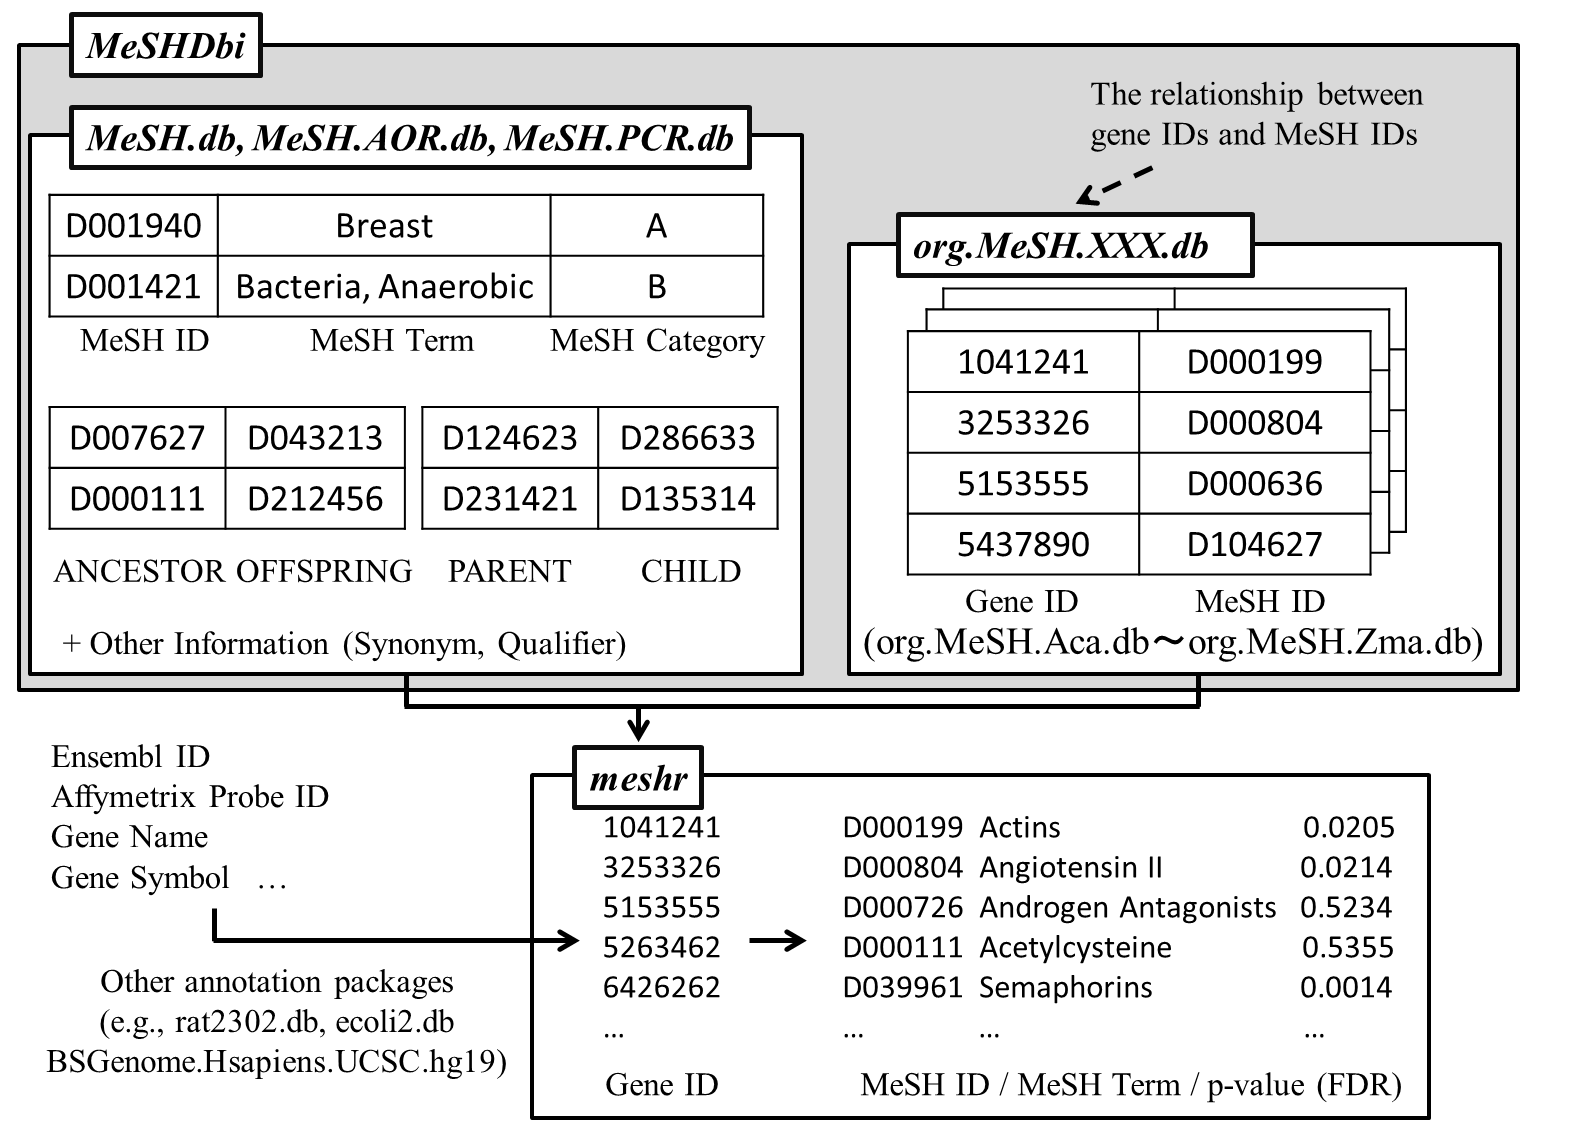 MeSHDbi
MeSH.db, MeSH.AOR.db, MeSH.PCR.db
D001940 Breast A
D001421 Bacteria, Anaerobic B
MeSH ID MeSH Term MeSH Category
D007627 D043213 D124623 D286633
D000111 D212456 D231421 D135314
ANCESTOR OFFSPRING PARENT CHILD
+ Other Information (Synonym, Qualifier)
The relationship between
gene IDs and MeSH IDs
org.MeSH.XXX.db
1041241 D000199
3253326 D000804
5153555 D000636
5437890 D104627
Gene ID MeSH ID
(org.MeSH.Aca.db～org.MeSH.Zma.db)
Ensembl ID
Affymetrix Probe ID
Gene Name
Gene Symbol …
Other annotation packages
(e.g., rat2302.db, ecoli2.db
BSGenome.Hsapiens.UCSC.hg19)
meshr
1041241 D000199 Actins 0.0205
3253326 D000804 Angiotensin II 0.0214
5153555 D000726 Androgen Antagonists 0.5234
5263462 D000111 Acetylcysteine 0.5355
6426262 D039961 Semaphorins 0.0014
… … … …
Gene ID MeSH ID / MeSH Term / p-value (FDR)